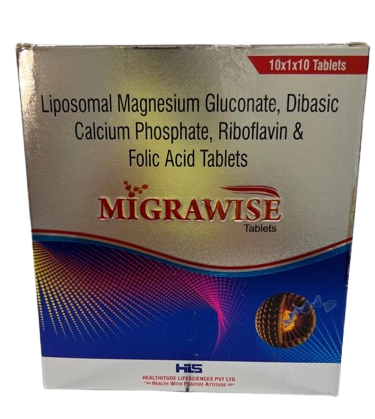 10x1x10 Tablets
Liposomal Magnesium Gluconate, Dibasic
Calcium Phosphate, Riboflavin &
Folic Acid Tablets
MIGRAWISE
Tablets
HLS
HEALTHITUDE LIFESCIENCES PVT LTD
HEALTH WITH POSITIVE ATTITUDE